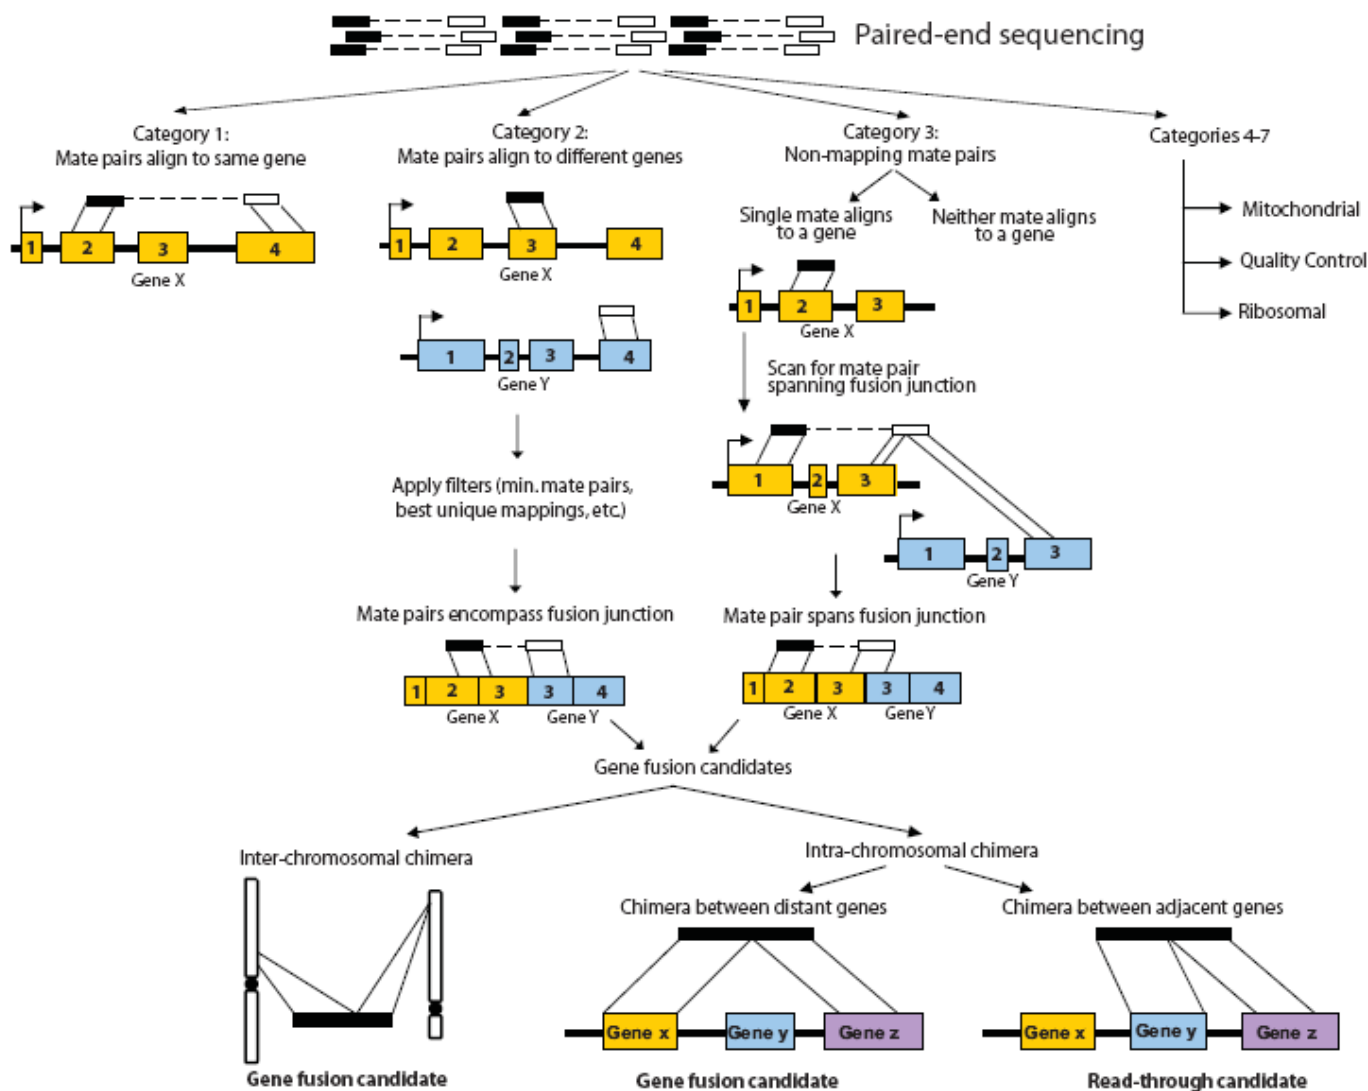 Paired-end sequencing
Category 1:
Mate pairs align to same gene
1 2 3 4
Gene X
Category 2:
Mate pairs align to different genes
1 2 3 4
Gene X
1 2 3 4
Gene Y
Apply filters (min. mate pairs,
best unique mappings, etc.)
Mate pairs encompass fusion junction
1 2 3 3 4
Gene X Gene Y
Category 3:
Non-mapping mate pairs
Single mate aligns
to a gene
Neither mate aligns
to a gene
1 2 3
Gene X
Scan for mate pair
spanning fusion junction
1 2 3
Gene X
1 2 3
Gene Y
Mate pair spans fusion junction
1 2 3 3 4
Gene X Gene Y
Categories 4-7
Mitochondrial
Quality Control
Ribosomal
Gene fusion candidates
Inter-chromosomal chimera
Gene fusion candidate
Intra-chromosomal chimera
Chimera between distant genes
Gene x Gene y Gene z
Gene fusion candidate
Chimera between adjacent genes
Gene x Gene y Gene z
Read-through candidate